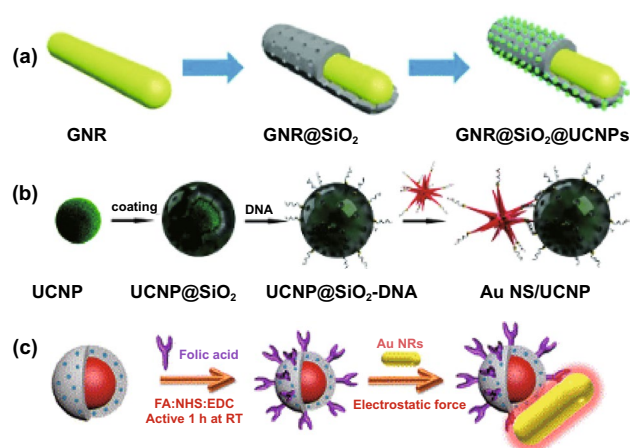 (a)
GNR
GNR@SiO₂
GNR@SiO₂@UCNPs
(b)
coating
DNA
UCNP
UCNP@SiO₂
UCNP@SiO₂-DNA
Au NS/UCNP
(c)
Folic acid
Au NRs
FA:NHS:EDC
Electrostatic force
Active 1 h at RT